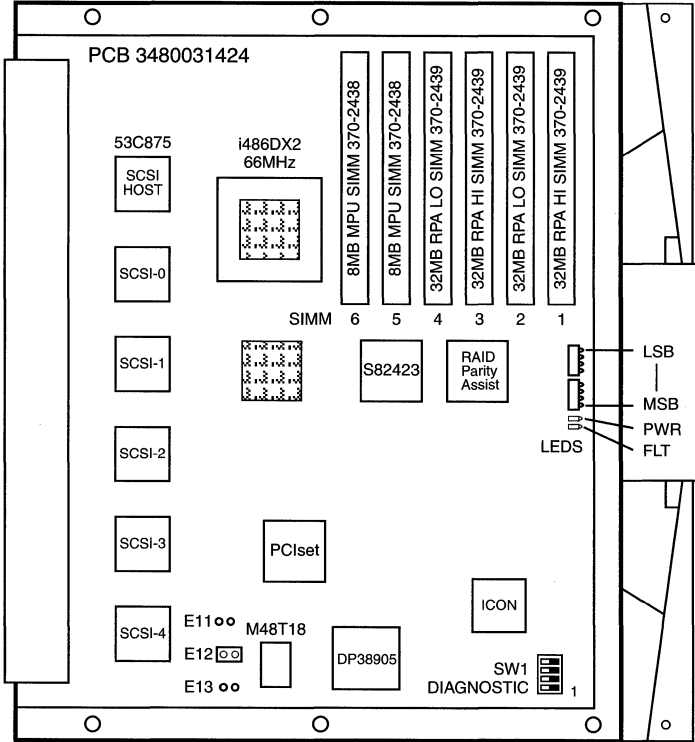 PCB 3480031424
53C875
SCSI
HOST
i486DX2
66MHz
8MB MPU SIMM 370-2438
8MB MPU SIMM 370-2438
32MB RPA LO SIMM 370-2439
32MB RPA HI SIMM 370-2439
32MB RPA LO SIMM 370-2439
32MB RPA HI SIMM 370-2439
SIMM 6 5 4 3 2 1
SCSI-0
SCSI-1
S82423
RAID
Parity
Assist
LSB
MSB
PWR
FLT
LEDS
SCSI-2
SCSI-3
PCIset
ICON
SCSI-4
E11
M48T18
E12
E13
DP38905
SW1
DIAGNOSTIC
1